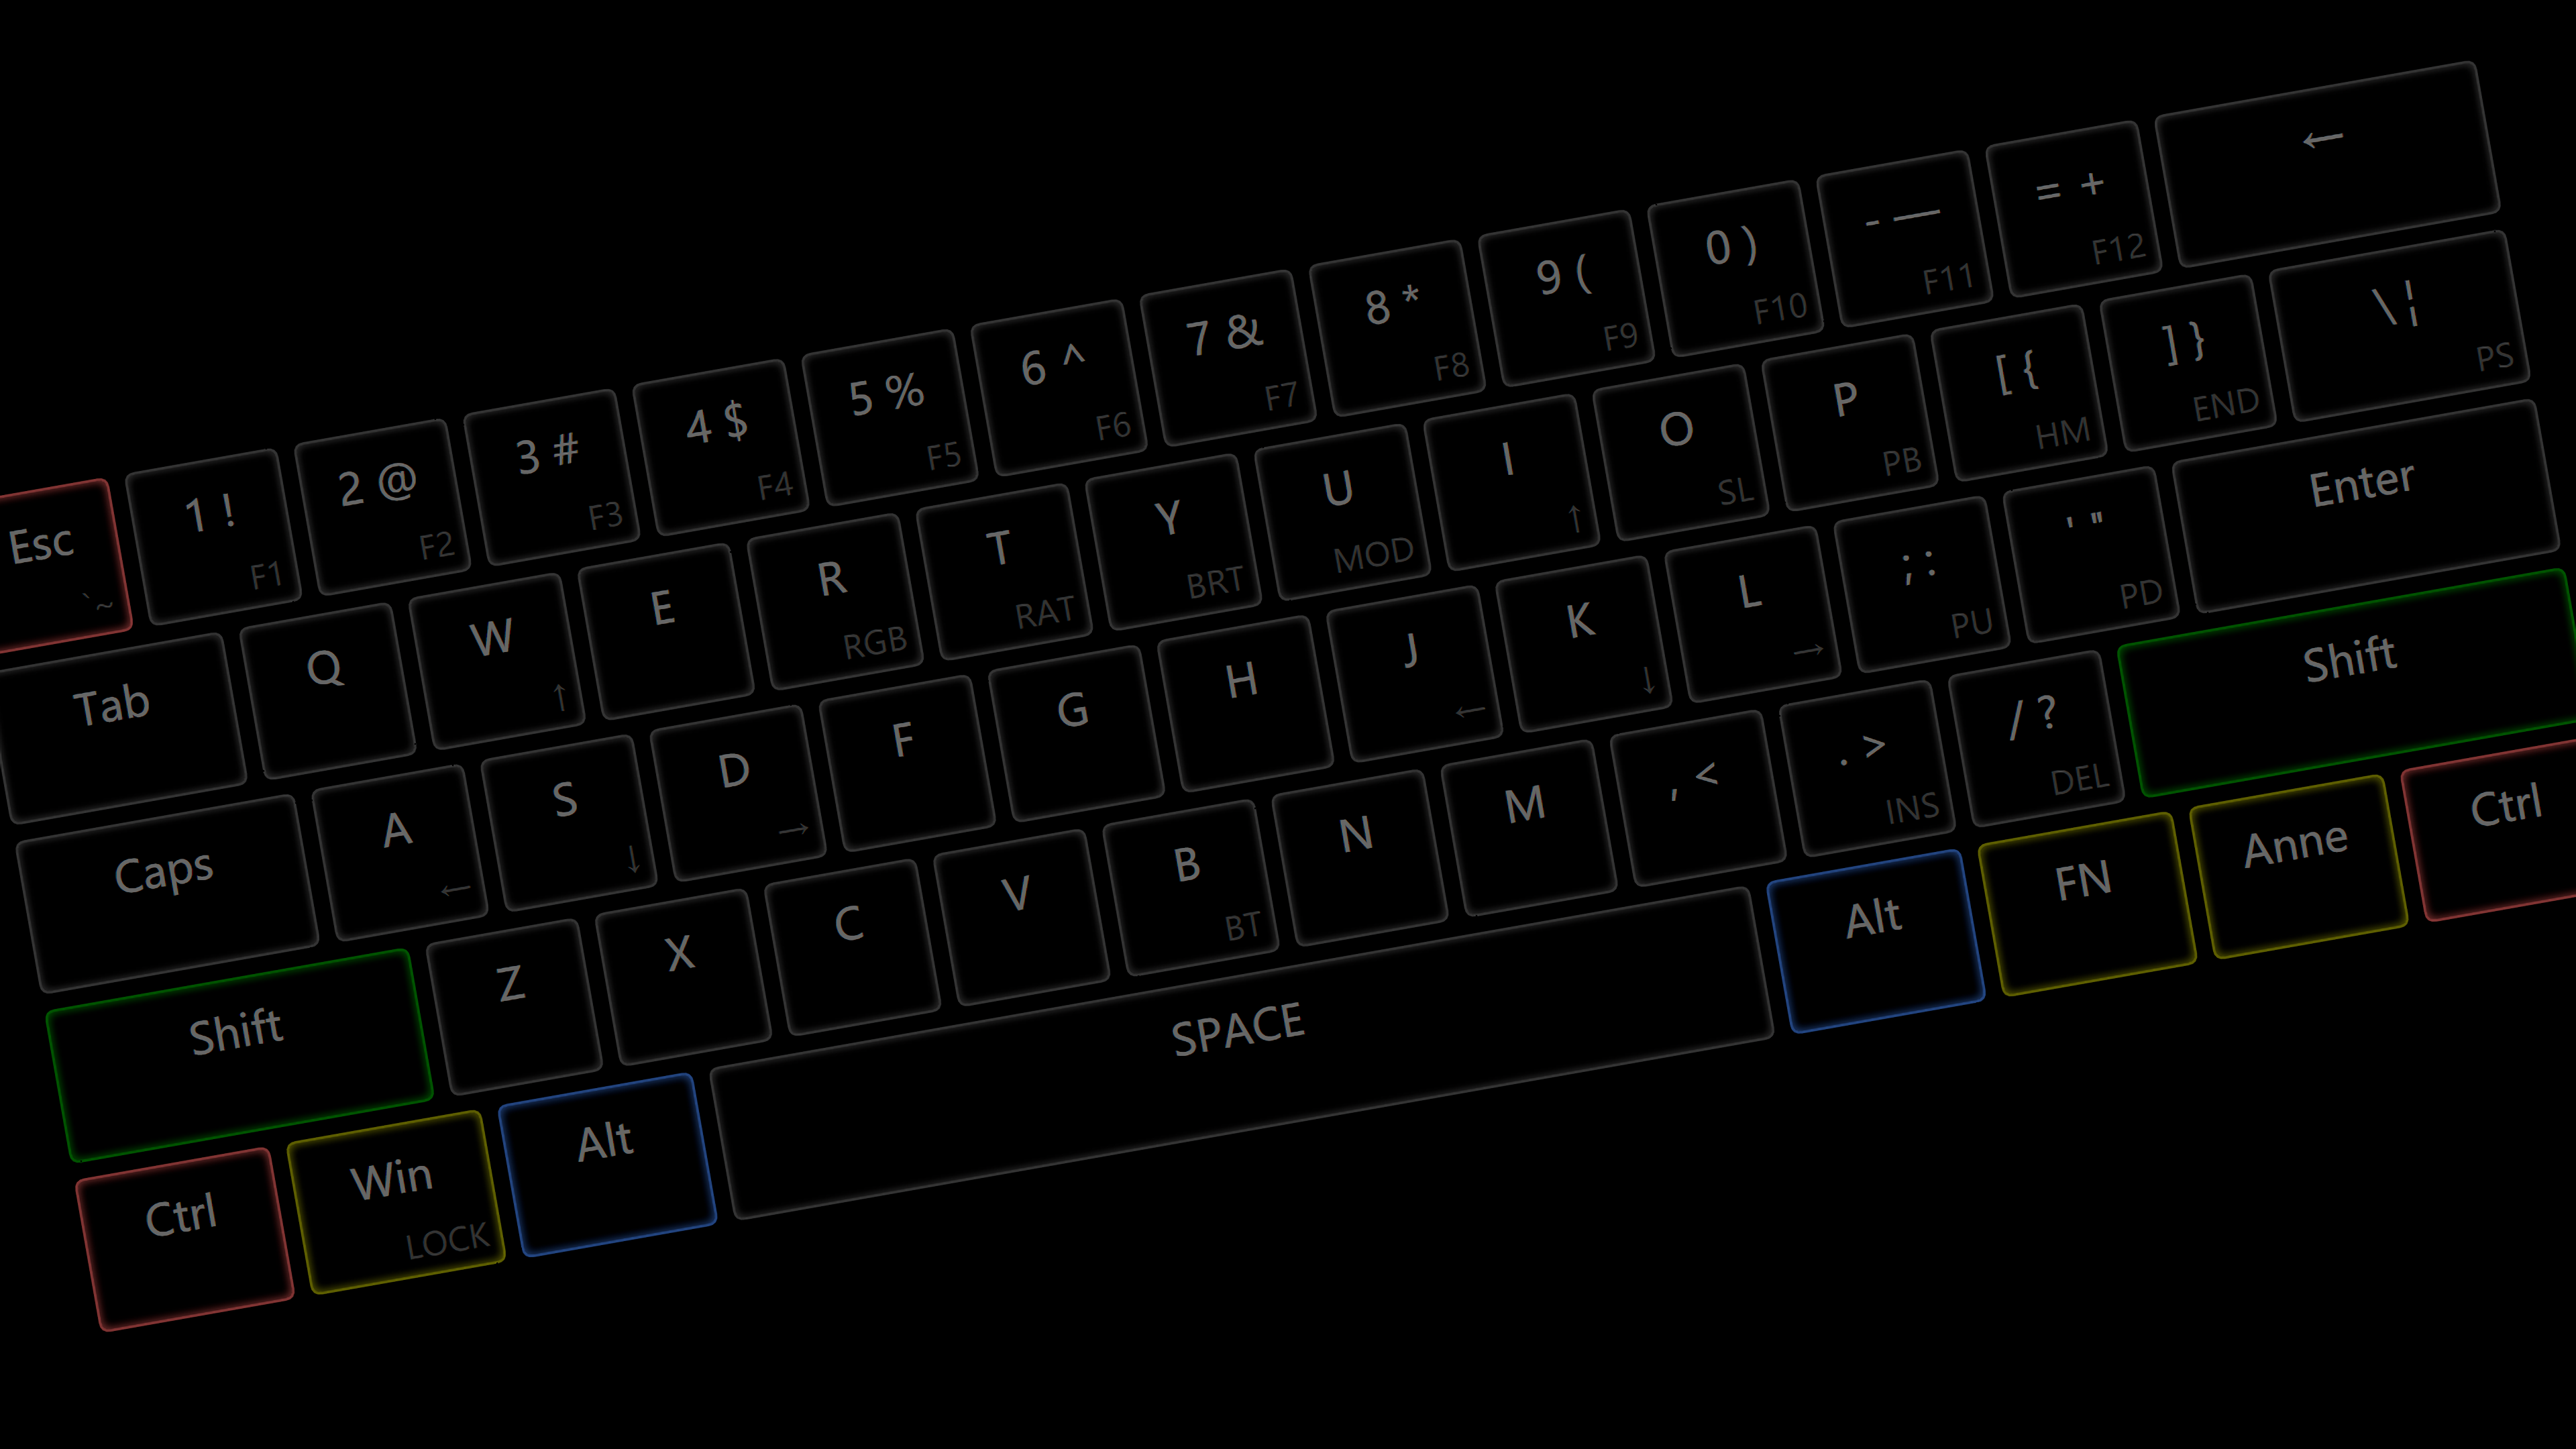 Esc ` ~ 1 ! F1 2 @ F2 3 # F3 4 $ F4 5 % F5 6 ^ F6 7 & F7 8 * F8 9 ( F9 0 ) F10 - — F11 = + F12 ←
Tab Q W ↑ E R RGB T RAT Y BRT U MOD I ↑ O SL P PB [ { HM ] } END \ ¦ PS
Caps A ← S ↓ D → F G H J ← K ↓ L → ; : PU ' " PD Enter
Shift Z X C V B BT N M , < . > INS / ? DEL Shift
Ctrl Win LOCK Alt SPACE Alt FN Anne Ctrl